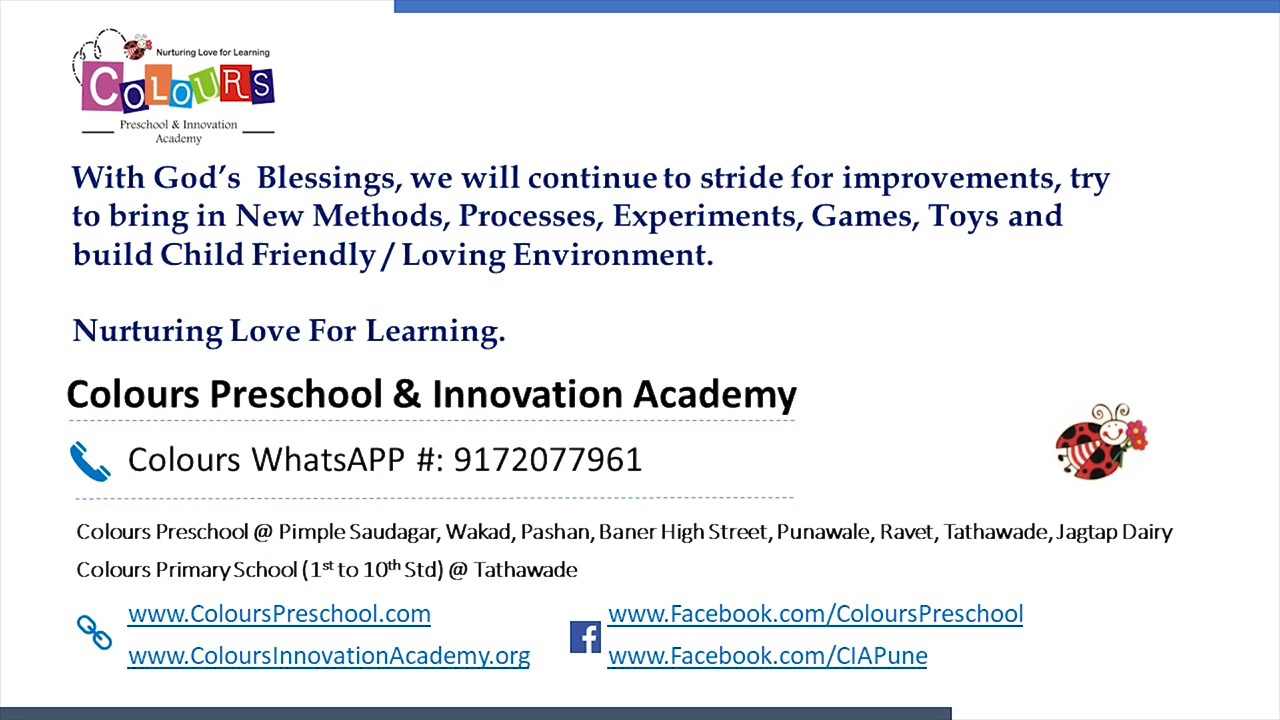 Nurturing Love for Learning
COLOURS
Preschool & Innovation
Academy
With God's Blessings, we will continue to stride for improvements, try
to bring in New Methods, Processes, Experiments, Games, Toys and
build Child Friendly / Loving Environment.
Nurturing Love For Learning.
Colours Preschool & Innovation Academy
Colours WhatsAPP #: 9172077961
Colours Preschool @ Pimple Saudagar, Wakad, Pashan, Baner High Street, Punawale, Ravet, Tathawade, Jagtap Dairy
Colours Primary School (1st to 10th Std) @ Tathawade
www.ColoursPreschool.com
www.Facebook.com/ColoursPreschool
www.ColoursInnovationAcademy.org
www.Facebook.com/CIAPune